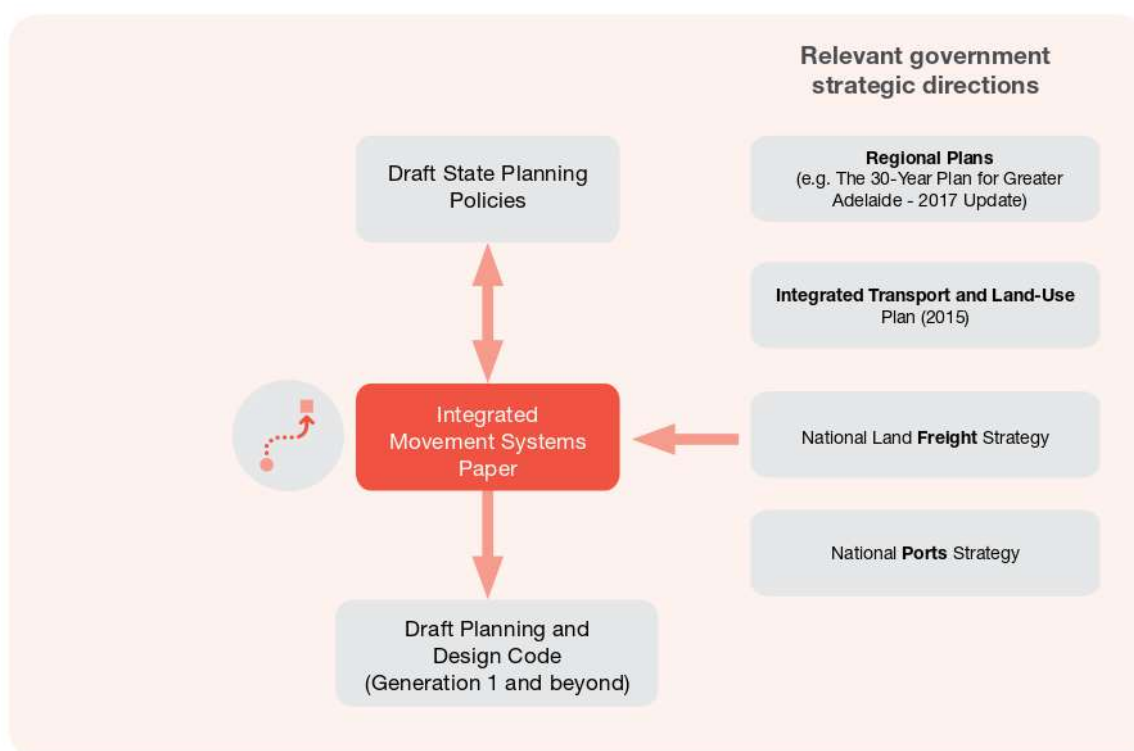 Relevant government
strategic directions
Draft State Planning
Policies
Regional Plans
(e.g. The 30-Year Plan for Greater
Adelaide - 2017 Update)
Integrated Transport and Land-Use
Plan (2015)
Integrated
Movement Systems
Paper
National Land Freight Strategy
National Ports Strategy
Draft Planning and
Design Code
(Generation 1 and beyond)